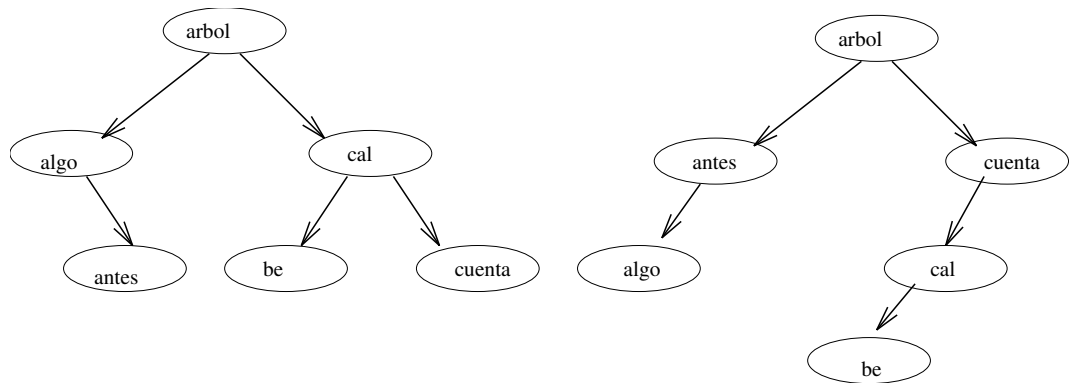 arbol
algo
cal
antes
be
cuenta
arbol
antes
cuenta
algo
cal
be